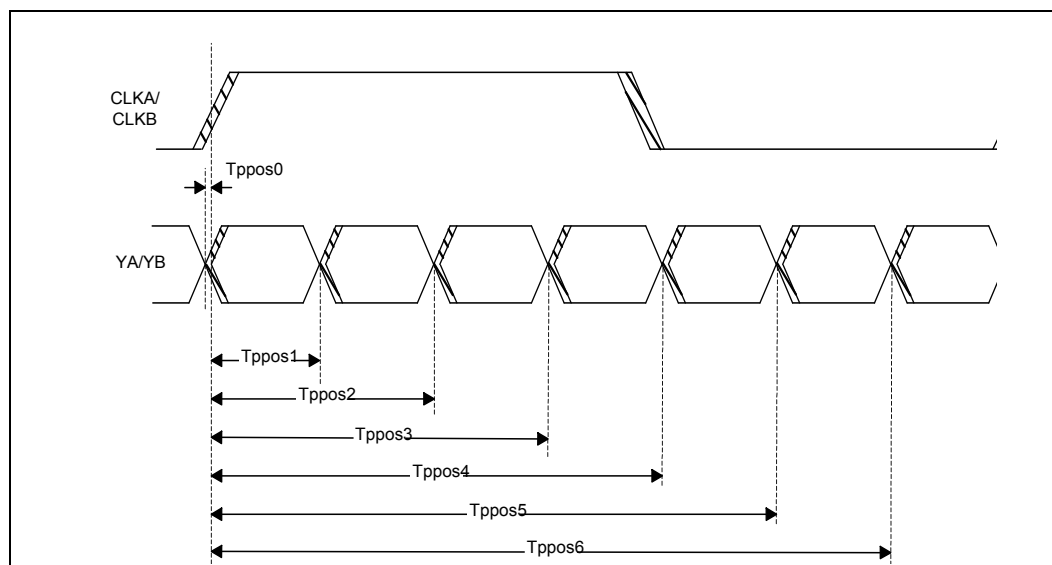 CLKA/
CLKB
Tppos0
YA/YB
Tppos1
Tppos2
Tppos3
Tppos4
Tppos5
Tppos6